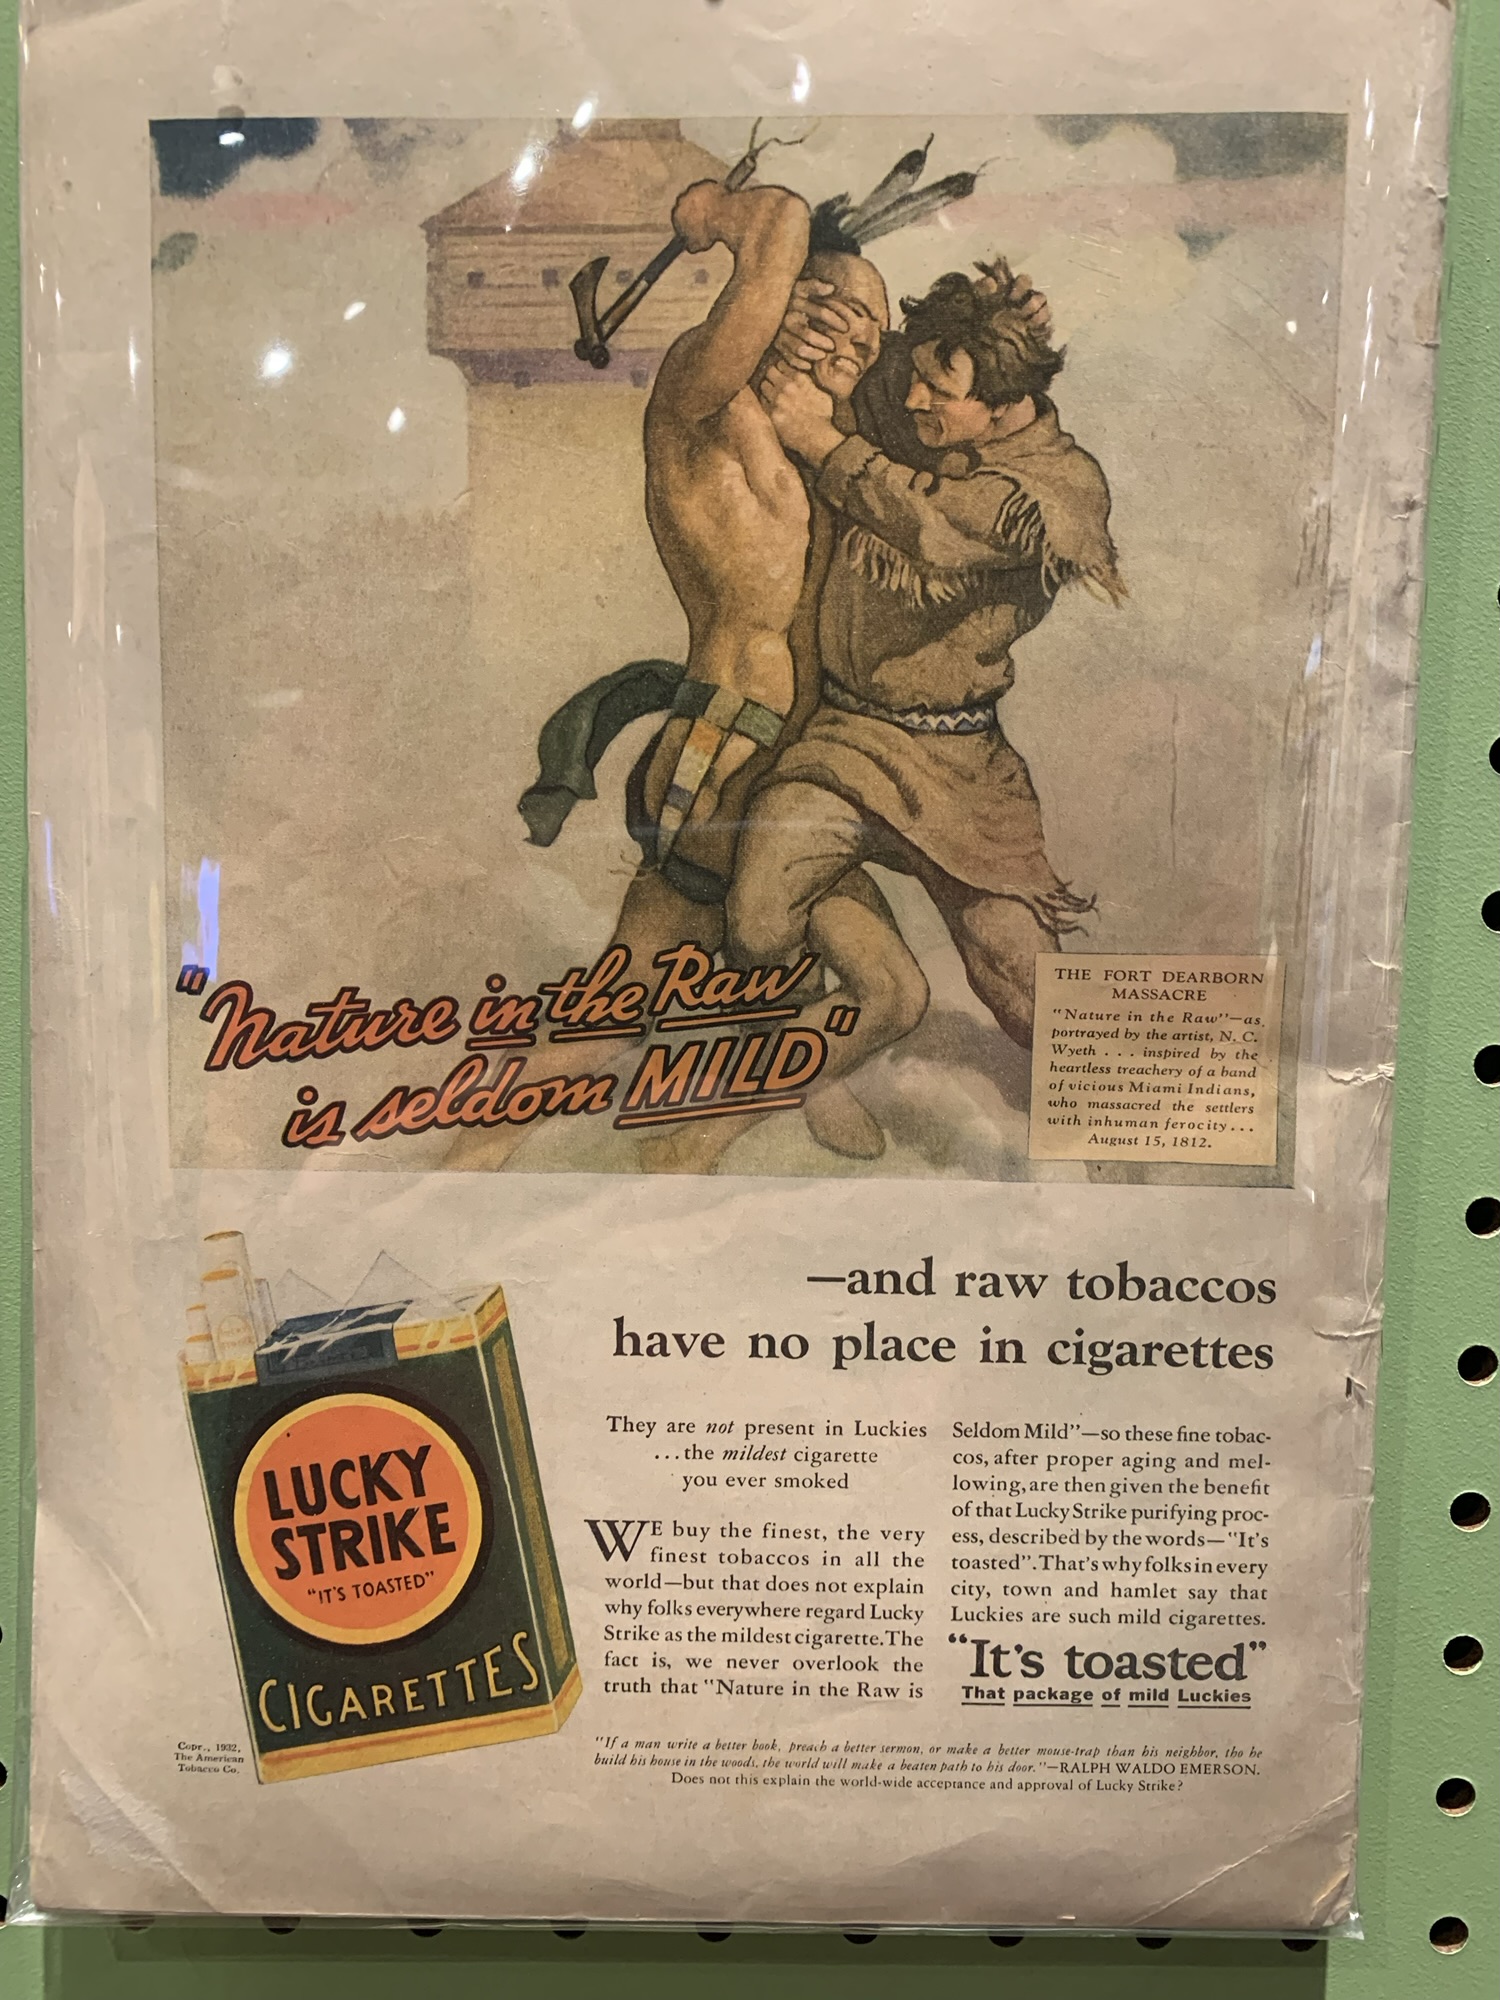 "Nature in the Raw
is seldom MILD"
THE FORT DEARBORN
MASSACRE
"Nature in the Raw"—as
portrayed by the artist, N. C.
Wyeth . . . inspired by the
heartless treachery of a band
of vicious Miami Indians,
who massacred the settlers
with inhuman ferocity...
August 15, 1812.
—and raw tobaccos
have no place in cigarettes
They are not present in Luckies
...the mildest cigarette
you ever smoked
WE buy the finest, the very
finest tobaccos in all the
world—but that does not explain
why folks everywhere regard Lucky
Strike as the mildest cigarette. The
fact is, we never overlook the
truth that "Nature in the Raw is
Seldom Mild"—so these fine tobac-
cos, after proper aging and mel-
lowing, are then given the benefit
of that Lucky Strike purifying proc-
ess, described by the words—"It's
toasted". That's why folks in every
city, town and hamlet say that
Luckies are such mild cigarettes.
"It's toasted"
That package of mild Luckies
LUCKY
STRIKE
"IT'S TOASTED"
CIGARETTES
Copr., 1932,
The American
Tobacco Co.
"If a man write a better book, preach a better sermon, or make a better mouse-trap than his neighbor, tho he
build his house in the woods, the world will make a beaten path to his door."—RALPH WALDO EMERSON.
Does not this explain the world-wide acceptance and approval of Lucky Strike?